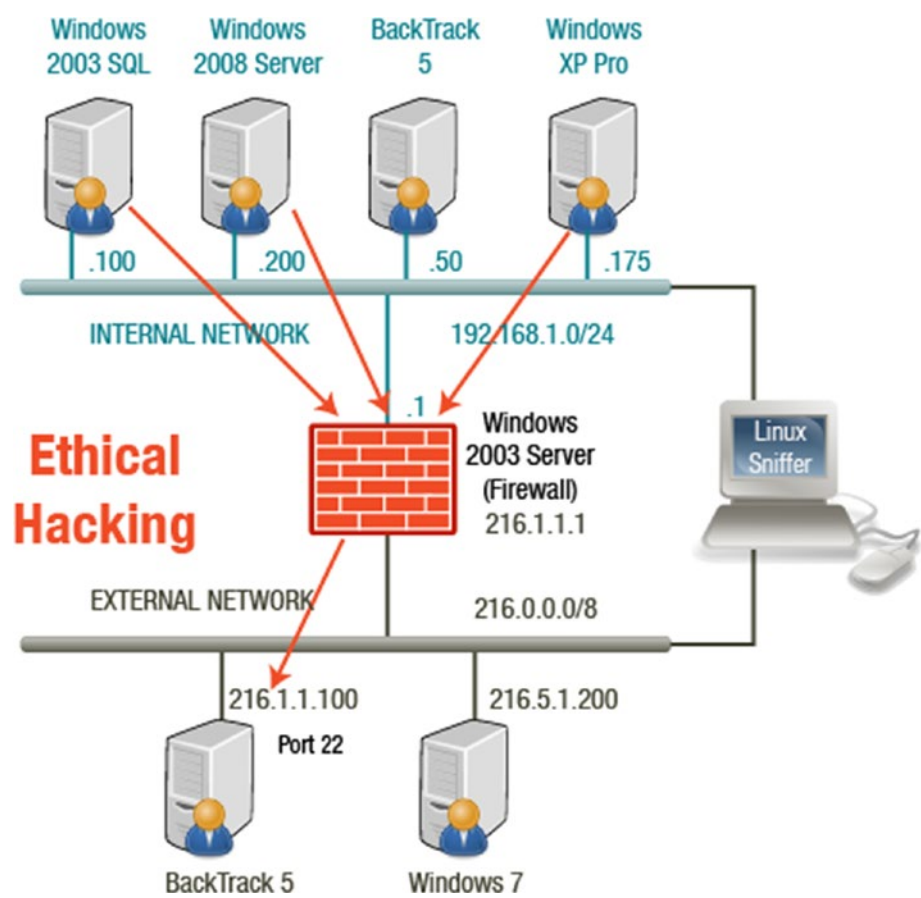 Windows
2003 SQL
Windows
2008 Server
BackTrack
5
Windows
XP Pro
.100
.200
.50
.175
INTERNAL NETWORK
192.168.1.0/24
.1
Windows
2003 Server
(Firewall)
216.1.1.1
Linux
Sniffer
Ethical
Hacking
EXTERNAL NETWORK
216.0.0.0/8
216.1.1.100
216.5.1.200
Port 22
BackTrack 5
Windows 7